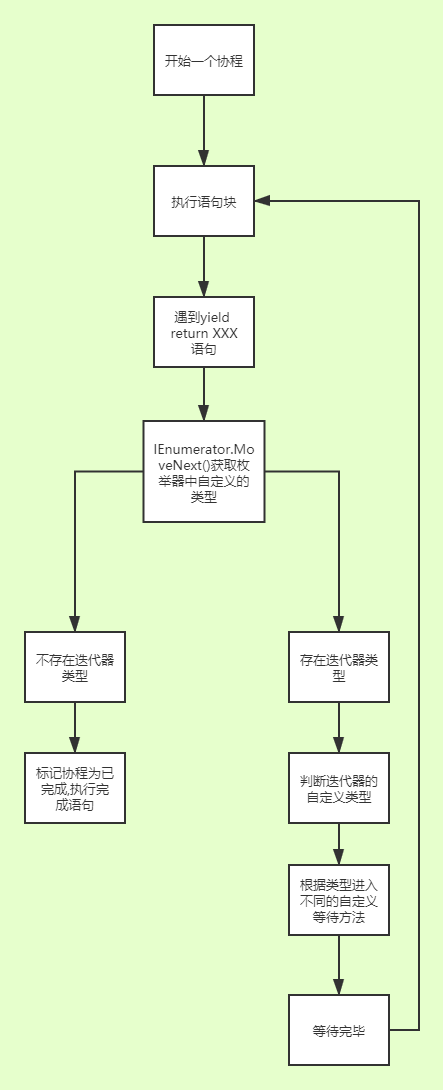 开始一个协程
执行语句块
遇到yield
return XXX
语句
IEnumerator.Mo
veNext()获取枚
举器中自定义的
类型
不存在迭代器
类型
存在迭代器类
型
标记协程为已
完成,执行完
成语句
判断迭代器的
自定义类型
根据类型进入
不同的自定义
等待方法
等待完毕